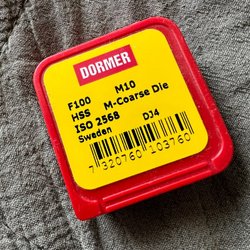 DORMER
F100 M10
HSS M-Coarse Die
ISO 2568
Sweden DJ4
7 320760 103760